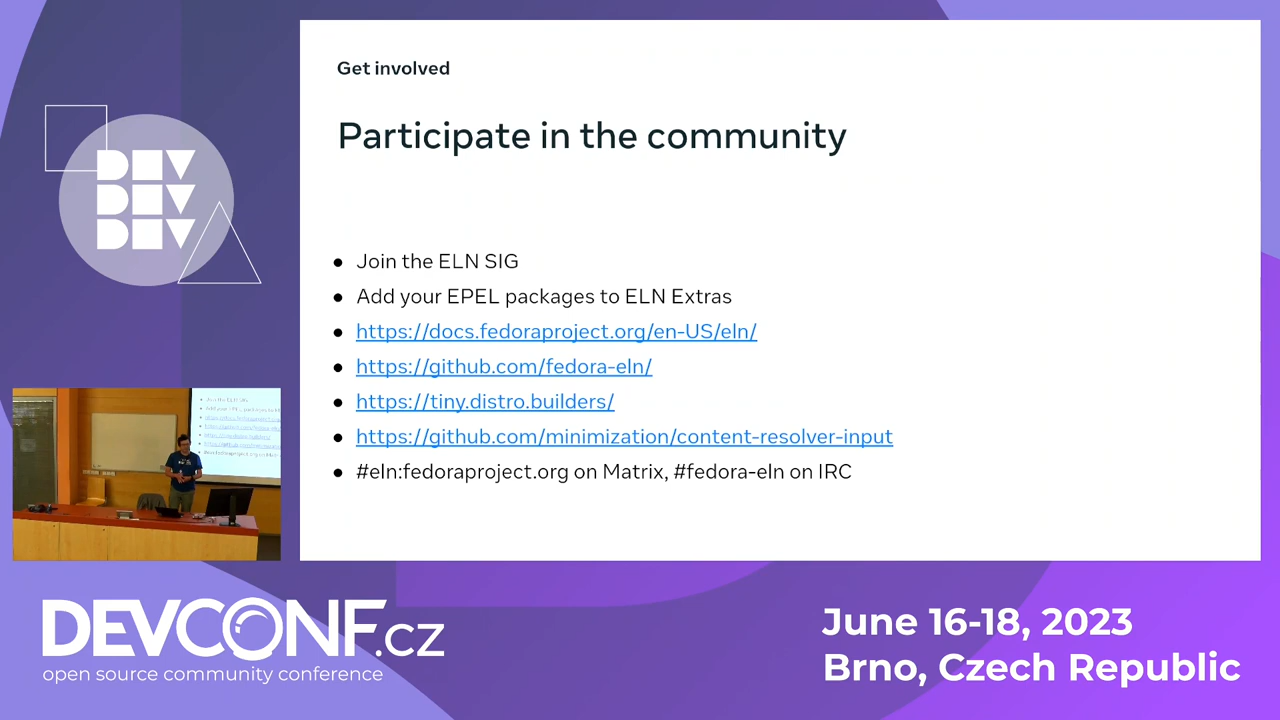 Get involved
Participate in the community
Join the ELN SIG
Add your EPEL packages to ELN Extras
https://docs.fedoraproject.org/en-US/eln/
https://github.com/fedora-eln/
https://tiny.distro.builders/
https://github.com/minimization/content-resolver-input
#eln:fedoraproject.org on Matrix, #fedora-eln on IRC
DEV
DEV
DEV
DEVCONF.cz
open source community conference
June 16-18, 2023
Brno, Czech Republic